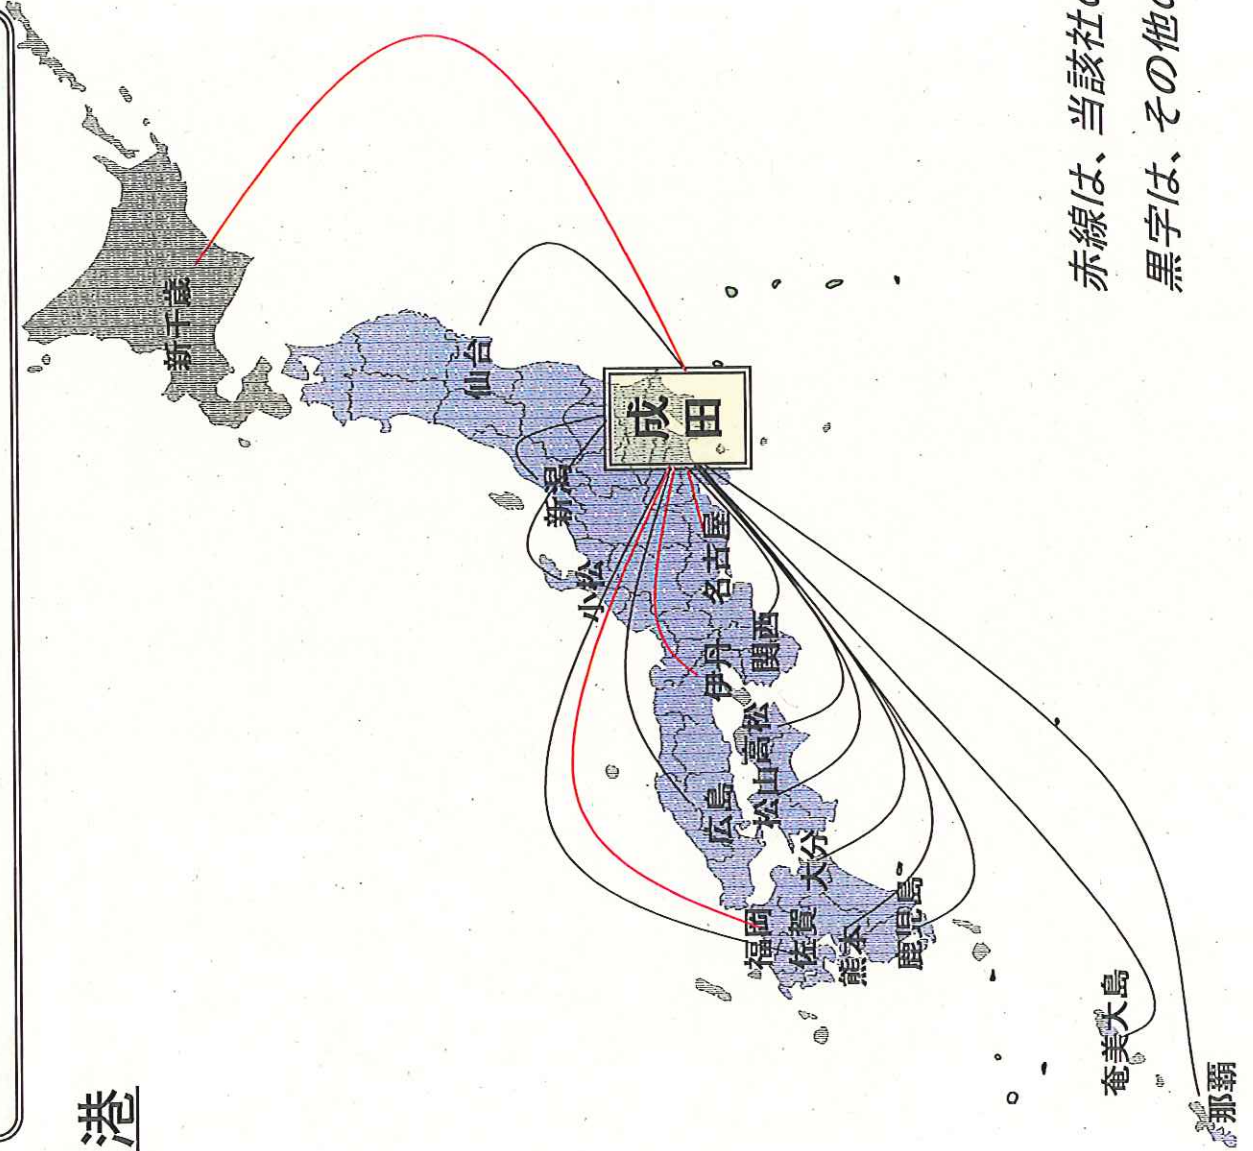 港
新千歳
仙台
成
田
新潟
小松
名古屋
関西
伊丹
高松
松山
広島
大分
福岡
佐賀
熊本
鹿児島
奄美大島
那覇
赤線は、当該社
黒字は、その他